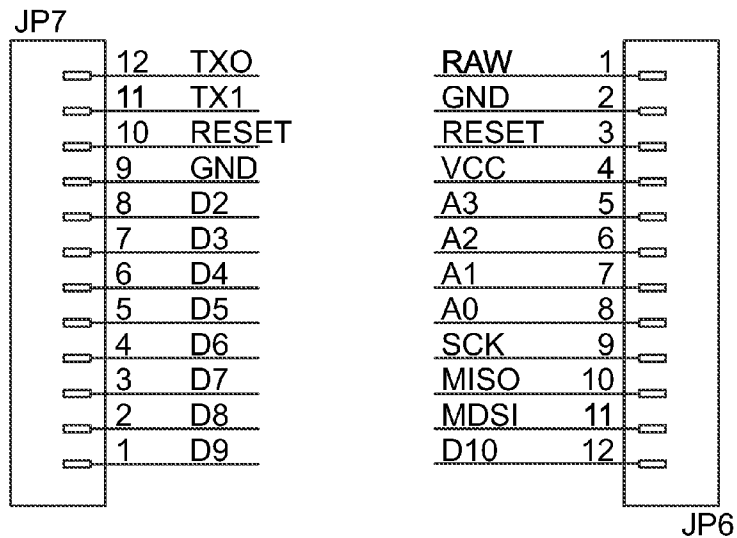 JP7
12 TXO
11 TX1
10 RESET
9 GND
8 D2
7 D3
6 D4
5 D5
4 D6
3 D7
2 D8
1 D9
RAW 1
GND 2
RESET 3
VCC 4
A3 5
A2 6
A1 7
A0 8
SCK 9
MISO 10
MDSI 11
D10 12
JP6